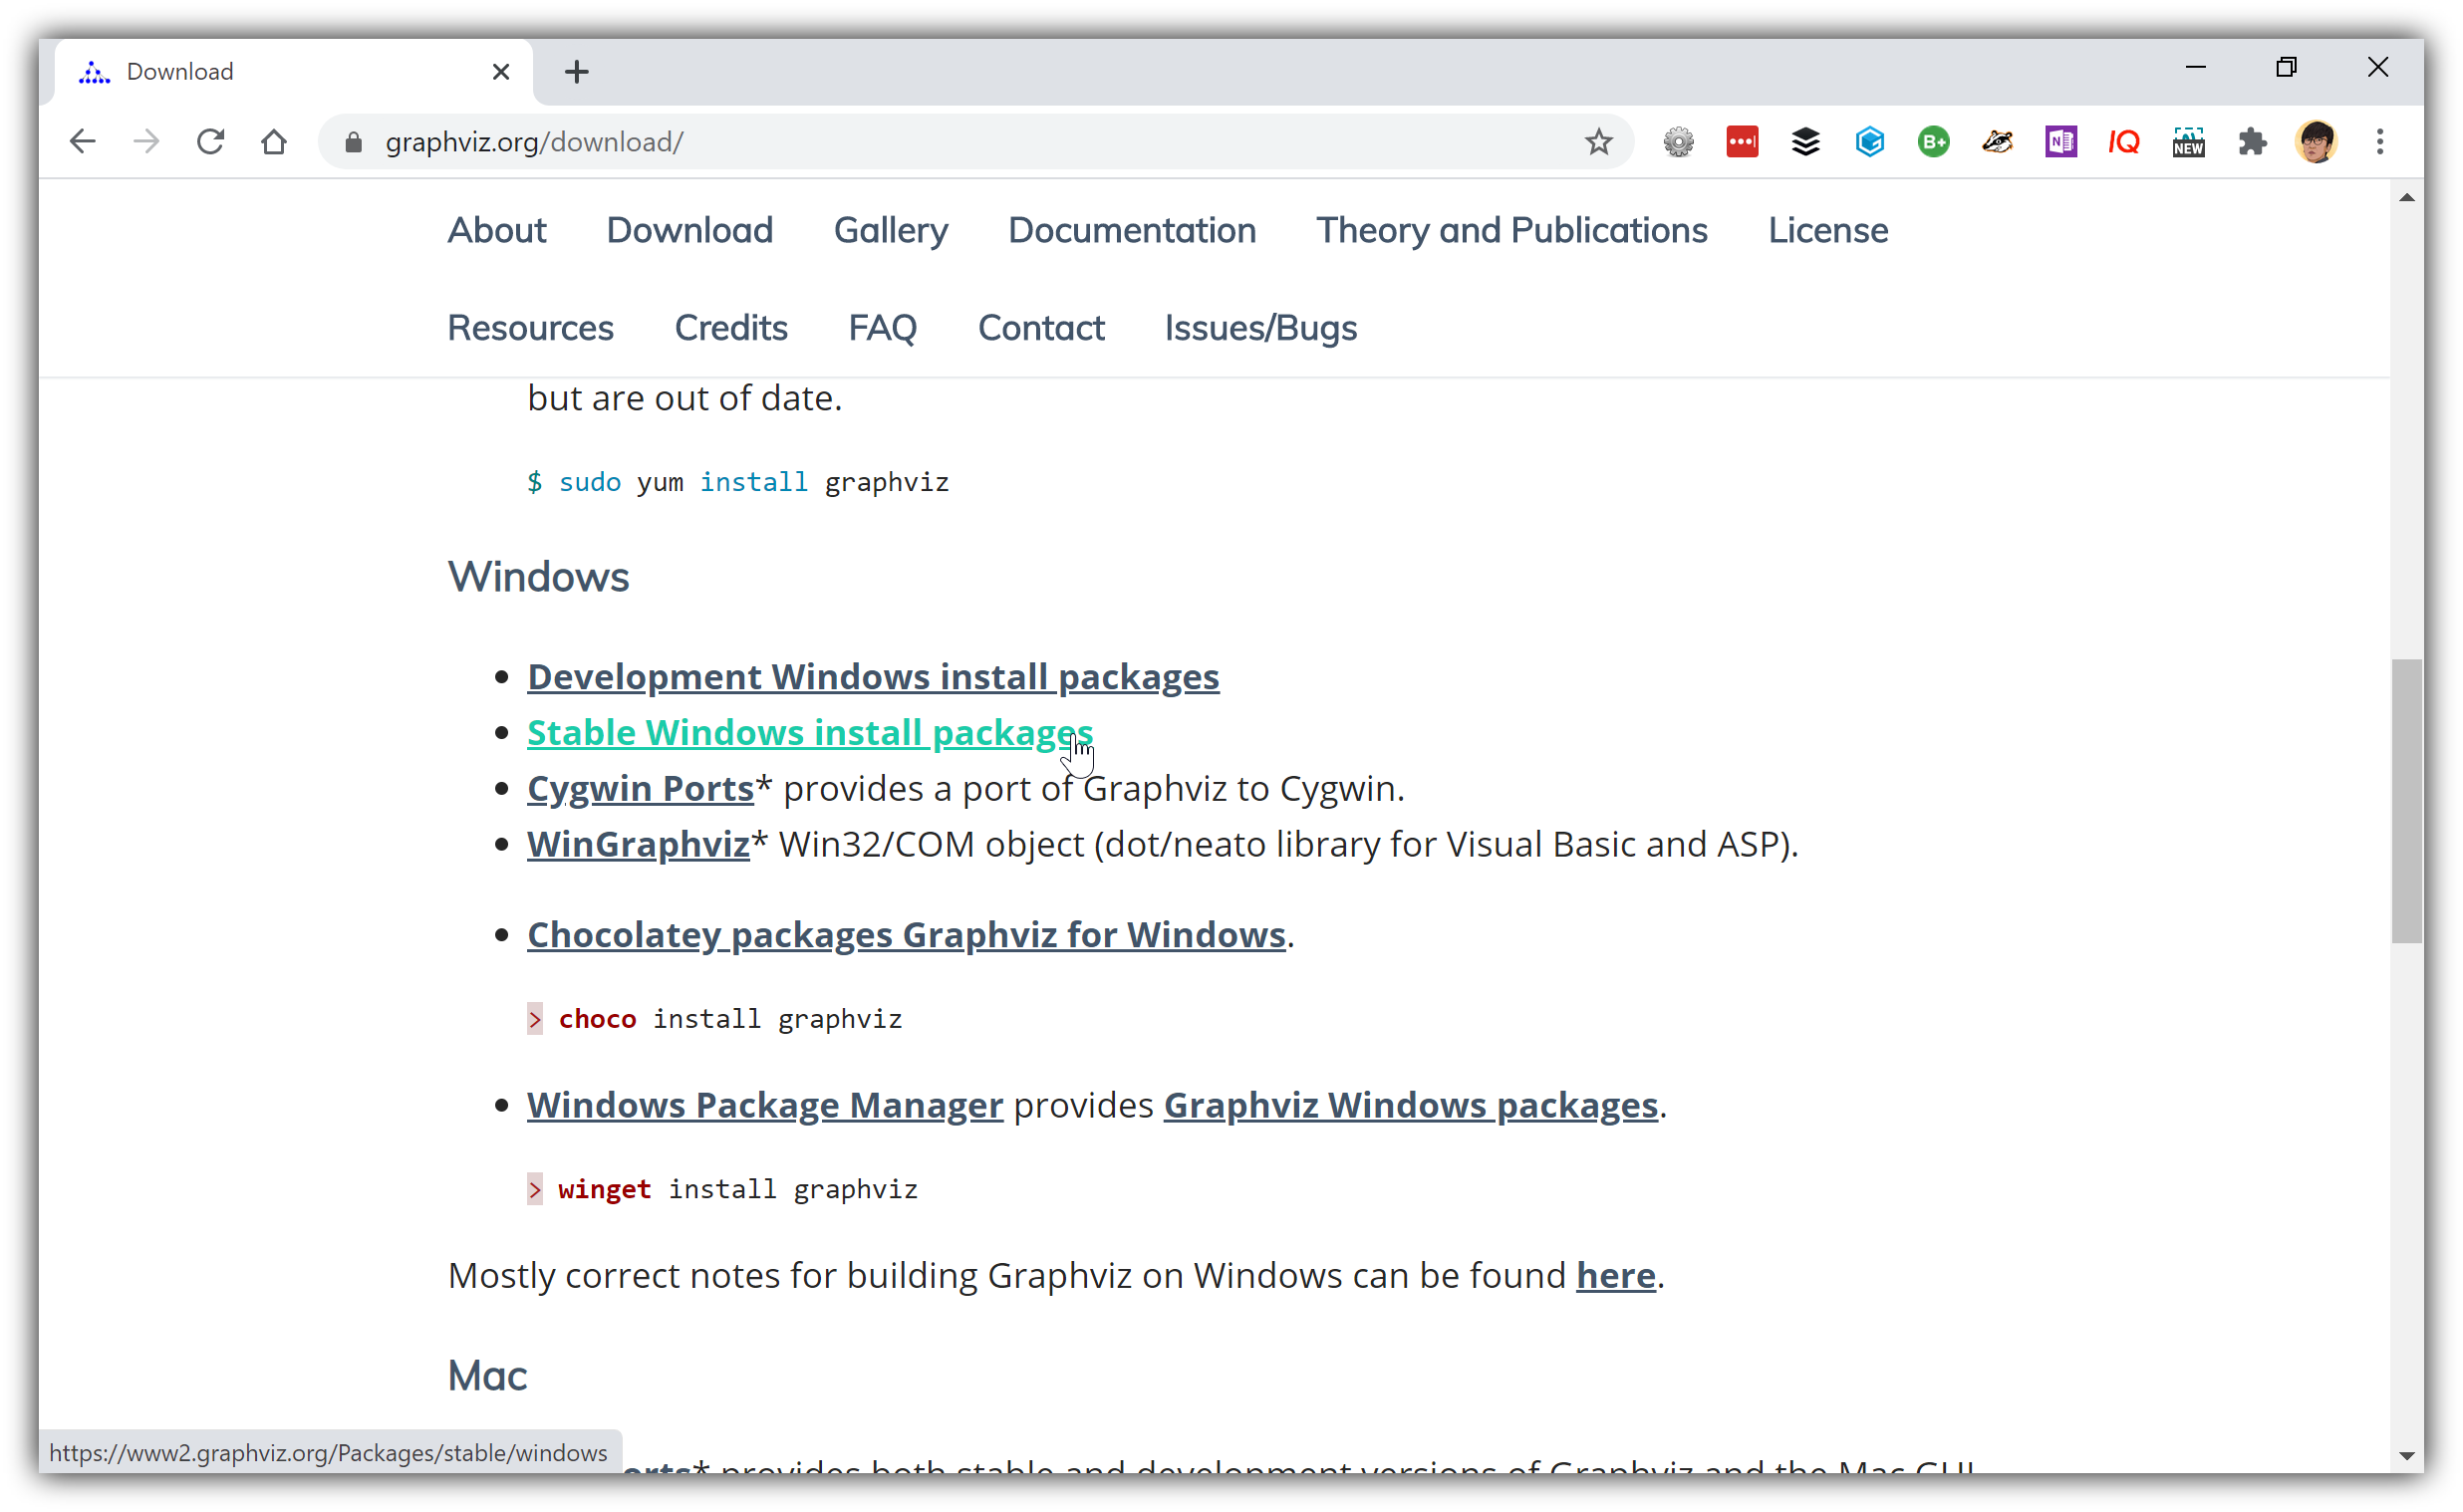 Download
graphviz.org/download/
B+
N
IQ
NEW
About Download Gallery Documentation Theory and Publications License
Resources Credits FAQ Contact Issues/Bugs
but are out of date.
$ sudo yum install graphviz
Windows
Development Windows install packages
Stable Windows install packages
Cygwin Ports* provides a port of Graphviz to Cygwin.
WinGraphviz* Win32/COM object (dot/neato library for Visual Basic and ASP).
Chocolatey packages Graphviz for Windows.
> choco install graphviz
Windows Package Manager provides Graphviz Windows packages.
> winget install graphviz
Mostly correct notes for building Graphviz on Windows can be found here.
Mac
https://www2.graphviz.org/Packages/stable/windows
orts* provides both stable and development versions of Graphviz and the Mac GUI